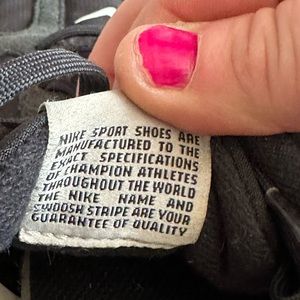 NIKE SPORT SHOES ARE
MANUFACTURED TO THE
EXACT SPECIFICATIONS
OF CHAMPION ATHLETES
THROUGHOUT THE WORLD
THE NIKE NAME AND
SWOOSH STRIPE ARE YOUR
GUARANTEE OF QUALITY